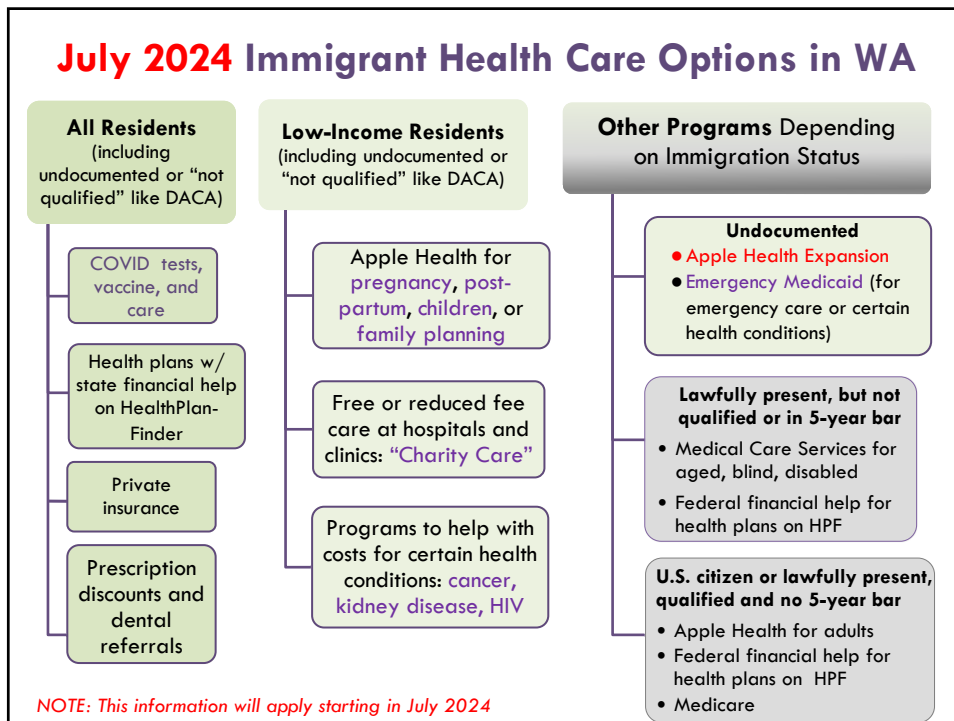 July 2024 Immigrant Health Care Options in WA
All Residents
(including
undocumented or “not
qualified” like DACA)
COVID tests,
vaccine, and
care
Health plans w/
state financial help
on HealthPlan-
Finder
Private
insurance
Prescription
discounts and
dental
referrals
Low-Income Residents
(including undocumented or
“not qualified” like DACA)
Apple Health for
pregnancy, post-
partum, children, or
family planning
Free or reduced fee
care at hospitals and
clinics: “Charity Care”
Programs to help with
costs for certain health
conditions: cancer,
kidney disease, HIV
Other Programs Depending
on Immigration Status
Undocumented
• Apple Health Expansion
• Emergency Medicaid (for
emergency care or certain
health conditions)
Lawfully present, but not
qualified or in 5-year bar
• Medical Care Services for
aged, blind, disabled
• Federal financial help for
health plans on HPF
U.S. citizen or lawfully present,
qualified and no 5-year bar
• Apple Health for adults
• Federal financial help for
health plans on HPF
• Medicare
NOTE: This information will apply starting in July 2024